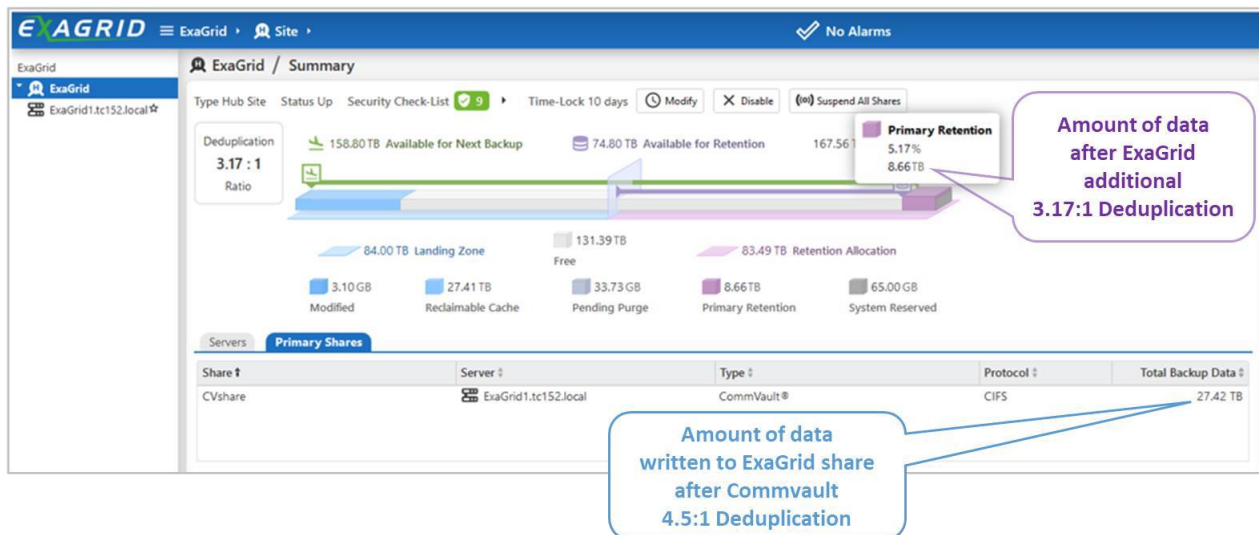 EXAGRID ExaGrid Site No Alarms
ExaGrid
ExaGrid
ExaGrid1.tc152.local
ExaGrid / Summary
Type Hub Site Status Up Security Check-List 9 Time-Lock 10 days Modify Disable Suspend All Shares
Deduplication
3.17 : 1
Ratio
158.80 TB Available for Next Backup 74.80 TB Available for Retention 167.56
Primary Retention
5.17%
8.66TB
Amount of data
after ExaGrid
additional
3.17:1 Deduplication
84.00 TB Landing Zone
131.39 TB
Free
83.49 TB Retention Allocation
3.10 GB
Modified
27.41 TB
Reclaimable Cache
33.73 GB
Pending Purge
8.66TB
Primary Retention
65.00 GB
System Reserved
Servers Primary Shares
Share Server Type Protocol Total Backup Data
CVshare ExaGrid1.tc152.local CommVault® CIFS 27.42 TB
Amount of data
written to ExaGrid share
after Commvault
4.5:1 Deduplication